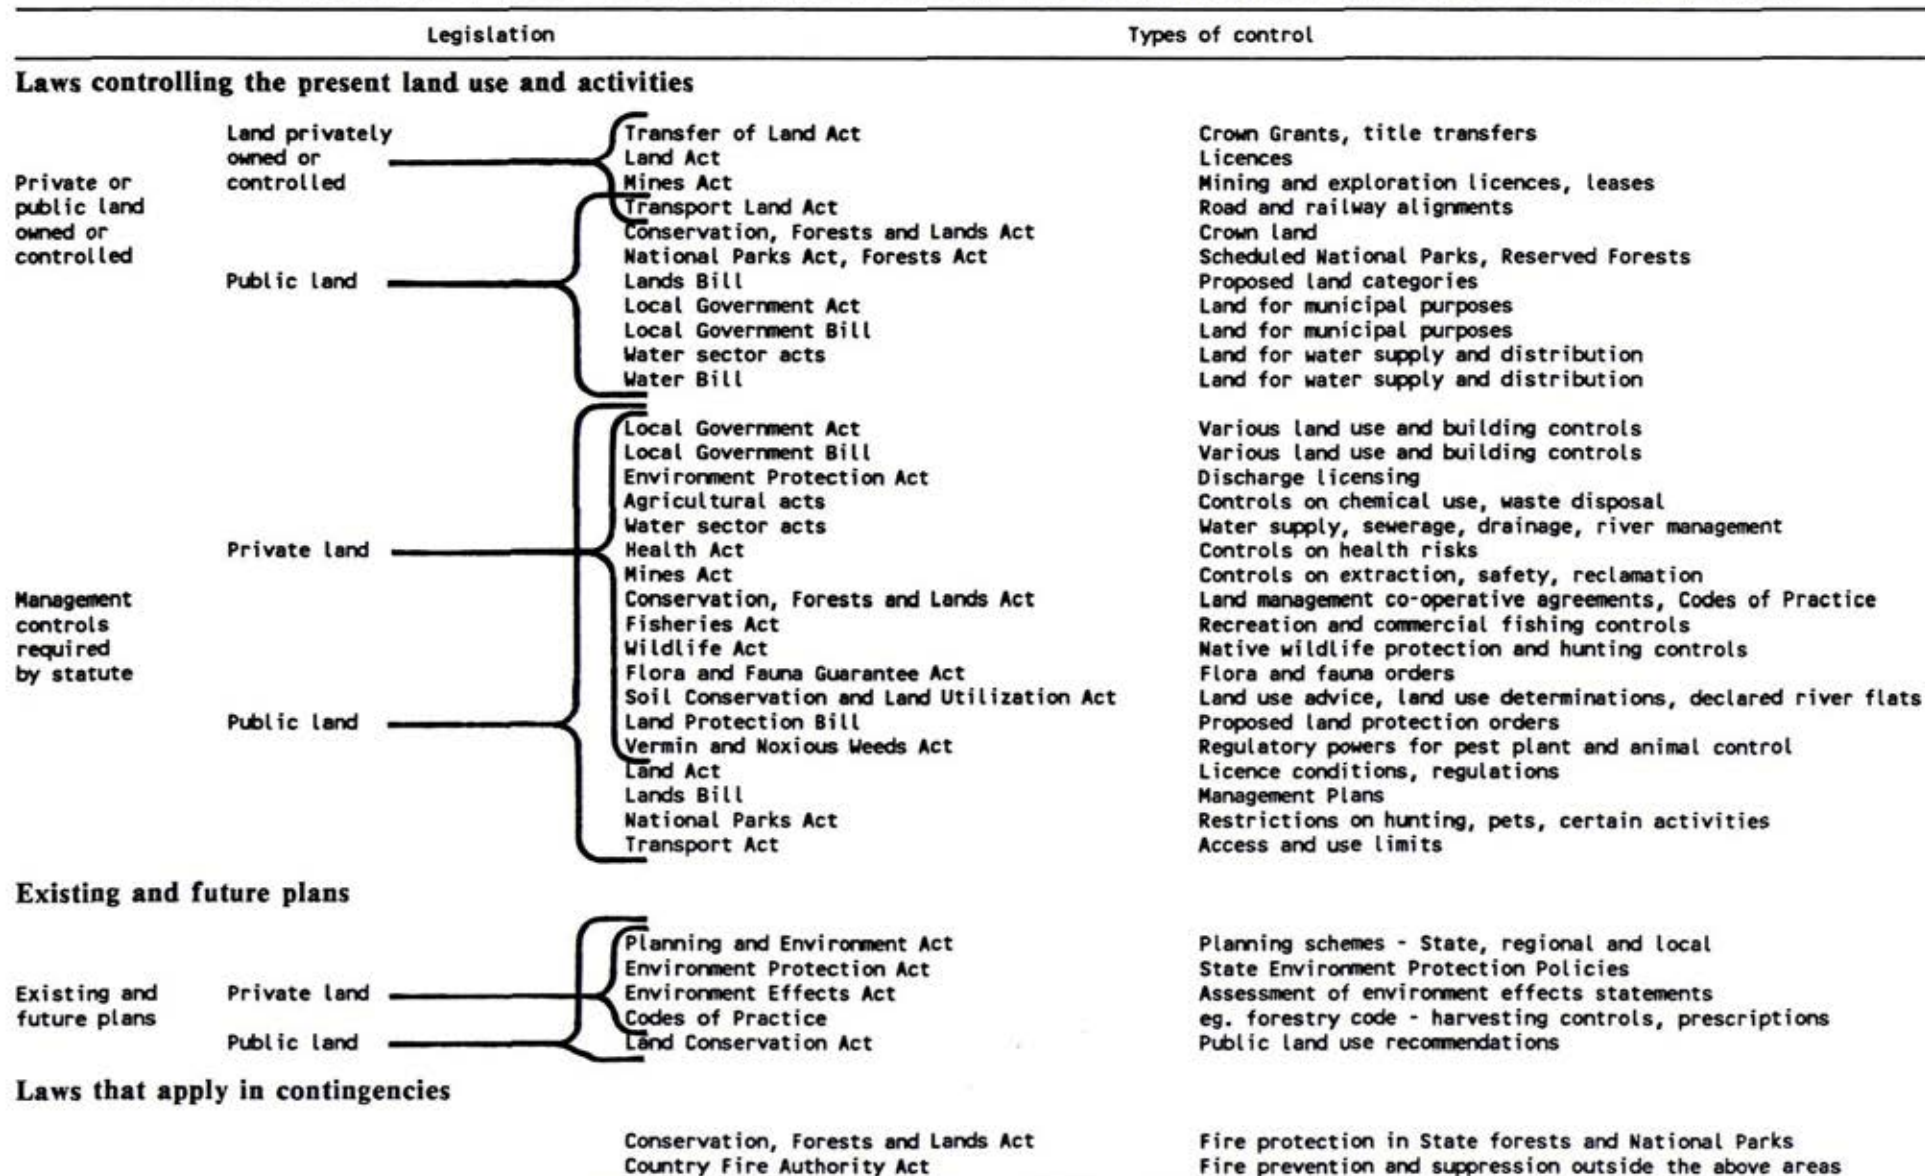 Legislation Types of control
Laws controlling the present land use and activities
Land privately Transfer of Land Act Crown Grants, title transfers
owned or Land Act Licences
Private or controlled Mines Act Mining and exploration licences, leases
public land Transport Land Act Road and railway alignments
owned or Conservation, Forests and Lands Act Crown land
controlled National Parks Act, Forests Act Scheduled National Parks, Reserved Forests
Public land Lands Bill Proposed land categories
Local Government Act Land for municipal purposes
Local Government Bill Land for municipal purposes
Water sector acts Land for water supply and distribution
Water Bill Land for water supply and distribution
Local Government Act Various land use and building controls
Local Government Bill Various land use and building controls
Environment Protection Act Discharge licensing
Agricultural acts Controls on chemical use, waste disposal
Water sector acts Water supply, sewerage, drainage, river management
Private land Health Act Controls on health risks
Mines Act Controls on extraction, safety, reclamation
Management Conservation, Forests and Lands Act Land management co-operative agreements, Codes of Practice
controls Fisheries Act Recreation and commercial fishing controls
required Wildlife Act Native wildlife protection and hunting controls
by statute Flora and Fauna Guarantee Act Flora and fauna orders
Soil Conservation and Land Utilization Act Land use advice, land use determinations, declared river flats
Public land Land Protection Bill Proposed land protection orders
Vermin and Noxious Weeds Act Regulatory powers for pest plant and animal control
Land Act Licence conditions, regulations
Lands Bill Management Plans
National Parks Act Restrictions on hunting, pets, certain activities
Transport Act Access and use limits
Existing and future plans
Planning and Environment Act Planning schemes - State, regional and local
Environment Protection Act State Environment Protection Policies
Existing and Private land Environment Effects Act Assessment of environment effects statements
future plans Codes of Practice eg. forestry code - harvesting controls, prescriptions
Public land Land Conservation Act Public land use recommendations
Laws that apply in contingencies
Conservation, Forests and Lands Act Fire protection in State forests and National Parks
Country Fire Authority Act Fire prevention and suppression outside the above areas